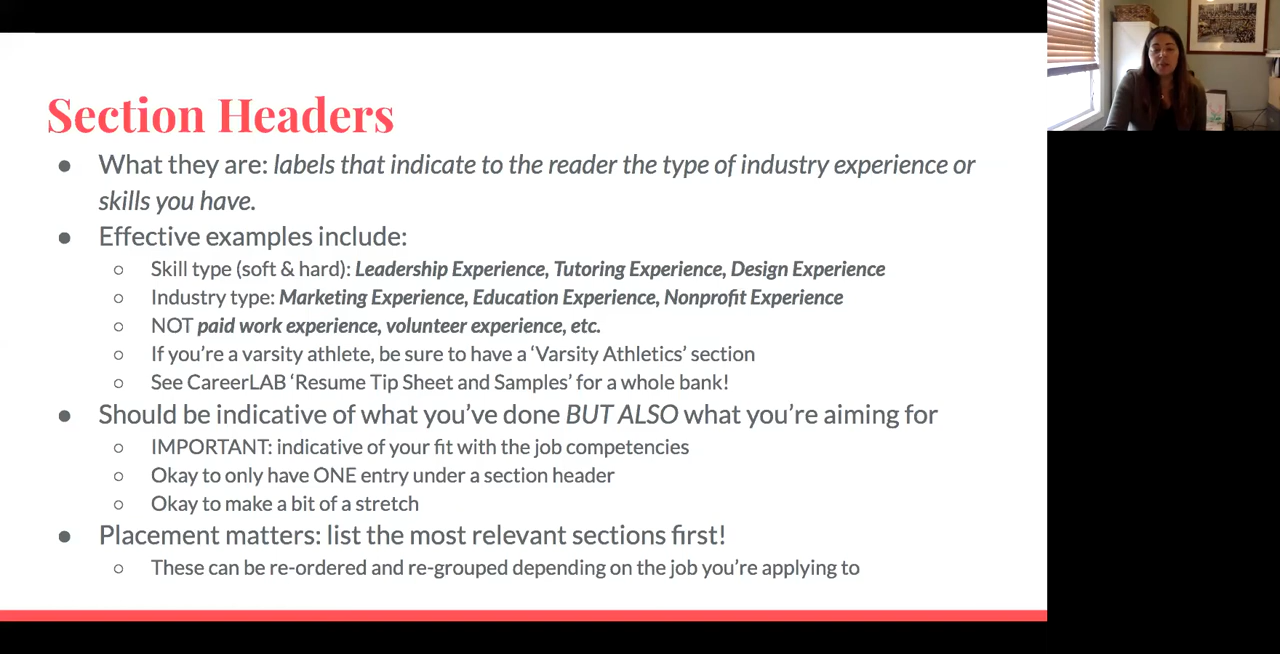 Section Headers
● What they are: labels that indicate to the reader the type of industry experience or
skills you have.
● Effective examples include:
○ Skill type (soft & hard): Leadership Experience, Tutoring Experience, Design Experience
○ Industry type: Marketing Experience, Education Experience, Nonprofit Experience
○ NOT paid work experience, volunteer experience, etc.
○ If you’re a varsity athlete, be sure to have a ‘Varsity Athletics’ section
○ See CareerLAB ‘Resume Tip Sheet and Samples’ for a whole bank!
● Should be indicative of what you’ve done BUT ALSO what you’re aiming for
○ IMPORTANT: indicative of your fit with the job competencies
○ Okay to only have ONE entry under a section header
○ Okay to make a bit of a stretch
● Placement matters: list the most relevant sections first!
○ These can be re-ordered and re-grouped depending on the job you’re applying to